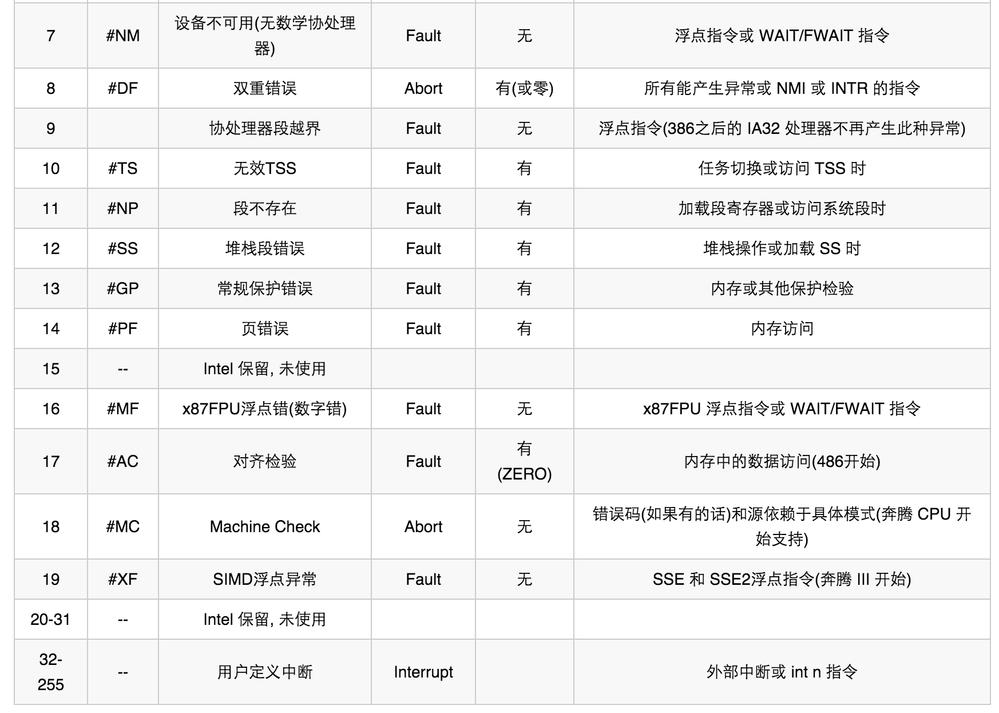 7 #NM 设备不可用(无数学协处理器) Fault 无 浮点指令或 WAIT/FWAIT 指令
8 #DF 双重错误 Abort 有(或零) 所有能产生异常或 NMI 或 INTR 的指令
9 协处理器段越界 Fault 无 浮点指令(386之后的 IA32 处理器不再产生此种异常)
10 #TS 无效TSS Fault 有 任务切换或访问 TSS 时
11 #NP 段不存在 Fault 有 加载段寄存器或访问系统段时
12 #SS 堆栈段错误 Fault 有 堆栈操作或加载 SS 时
13 #GP 常规保护错误 Fault 有 内存或其他保护检验
14 #PF 页错误 Fault 有 内存访问
15 -- Intel 保留, 未使用
16 #MF x87FPU浮点错(数字错) Fault 无 x87FPU 浮点指令或 WAIT/FWAIT 指令
17 #AC 对齐检验 Fault 有(ZERO) 内存中的数据访问(486开始)
18 #MC Machine Check Abort 无 错误码(如果有的话)和源依赖于具体模式(奔腾 CPU 开始支持)
19 #XF SIMD浮点异常 Fault 无 SSE 和 SSE2浮点指令(奔腾 III 开始)
20-31 -- Intel 保留, 未使用
32-255 -- 用户定义中断 Interrupt 外部中断或 int n 指令